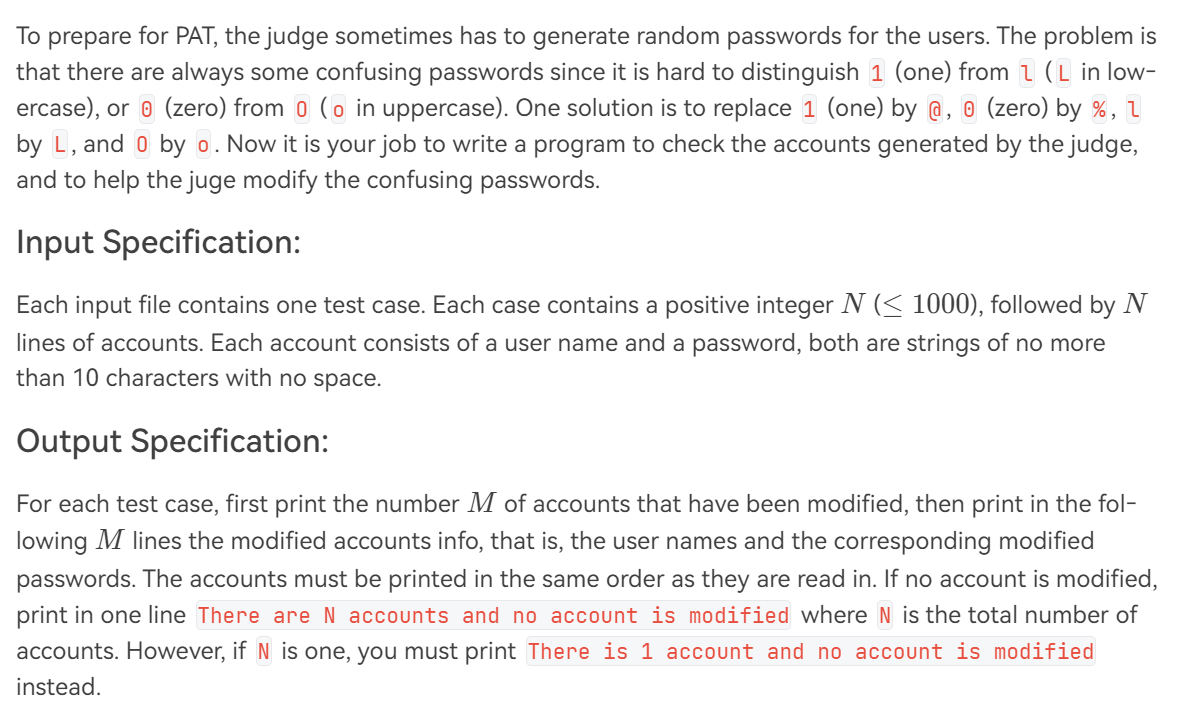 To prepare for PAT, the judge sometimes has to generate random passwords for the users. The problem is
that there are always some confusing passwords since it is hard to distinguish 1 (one) from l (L in low-
ercase), or 0 (zero) from O (o in uppercase). One solution is to replace 1 (one) by @, 0 (zero) by %, l
by L, and O by o. Now it is your job to write a program to check the accounts generated by the judge,
and to help the juge modify the confusing passwords.
Input Specification:
Each input file contains one test case. Each case contains a positive integer N (≤ 1000), followed by N
lines of accounts. Each account consists of a user name and a password, both are strings of no more
than 10 characters with no space.
Output Specification:
For each test case, first print the number M of accounts that have been modified, then print in the fol-
lowing M lines the modified accounts info, that is, the user names and the corresponding modified
passwords. The accounts must be printed in the same order as they are read in. If no account is modified,
print in one line There are N accounts and no account is modified where N is the total number of
accounts. However, if N is one, you must print There is 1 account and no account is modified
instead.